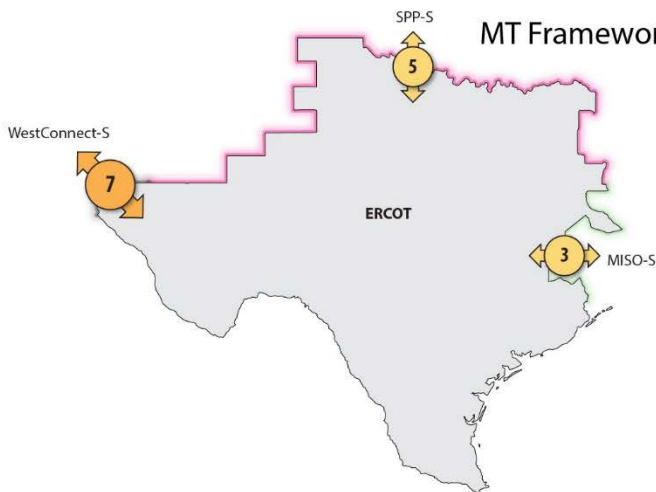 SPP-S
MT Framewor
5
WestConnect-S
7
ERCOT
3
MISO-S